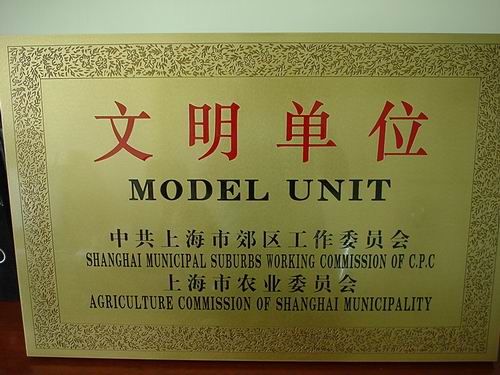 文明单位
MODEL UNIT
中共上海市郊区工作委员会
SHANGHAI MUNICIPAL SUBURBS WORKING COMMISSION OF C.P.C
上海市农业委员会
AGRICULTURE COMMISSION OF SHANGHAI MUNICIPALITY